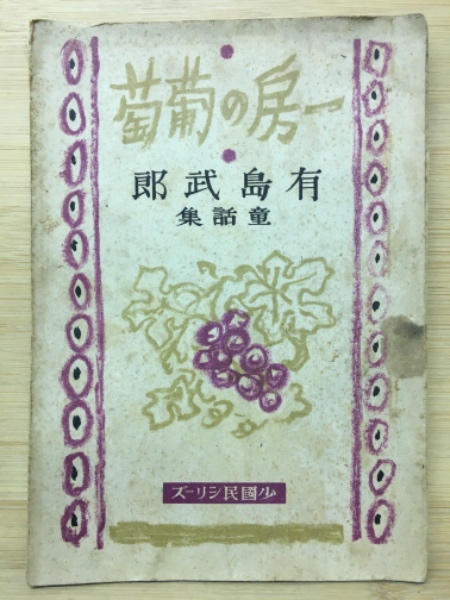 一房の葡萄
有島武郎
童話集
少國民シリーズ